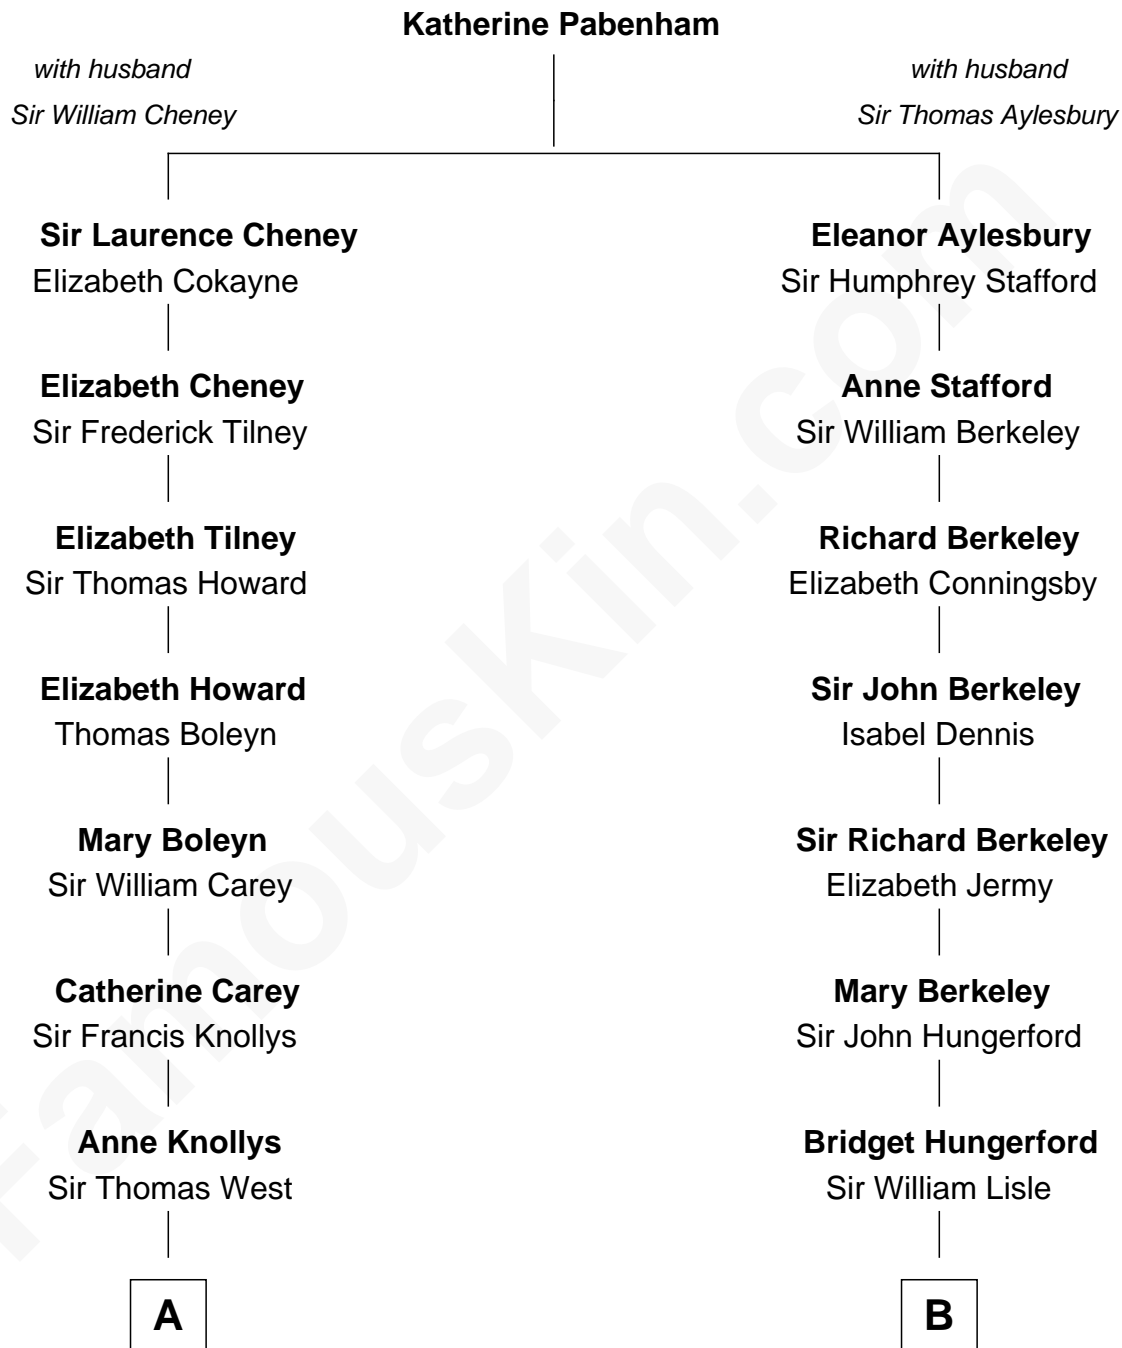 Katherine Pabenham
with husband
Sir William Cheney
with husband
Sir Thomas Aylesbury
Sir Laurence Cheney
Elizabeth Cokayne
Eleanor Aylesbury
Sir Humphrey Stafford
Elizabeth Cheney
Sir Frederick Tilney
Anne Stafford
Sir William Berkeley
Elizabeth Tilney
Sir Thomas Howard
Richard Berkeley
Elizabeth Conningsby
Elizabeth Howard
Thomas Boleyn
Sir John Berkeley
Isabel Dennis
Mary Boleyn
Sir William Carey
Sir Richard Berkeley
Elizabeth Jermy
Catherine Carey
Sir Francis Knollys
Mary Berkeley
Sir John Hungerford
Anne Knollys
Sir Thomas West
Bridget Hungerford
Sir William Lisle
A
B
FamousKin.com